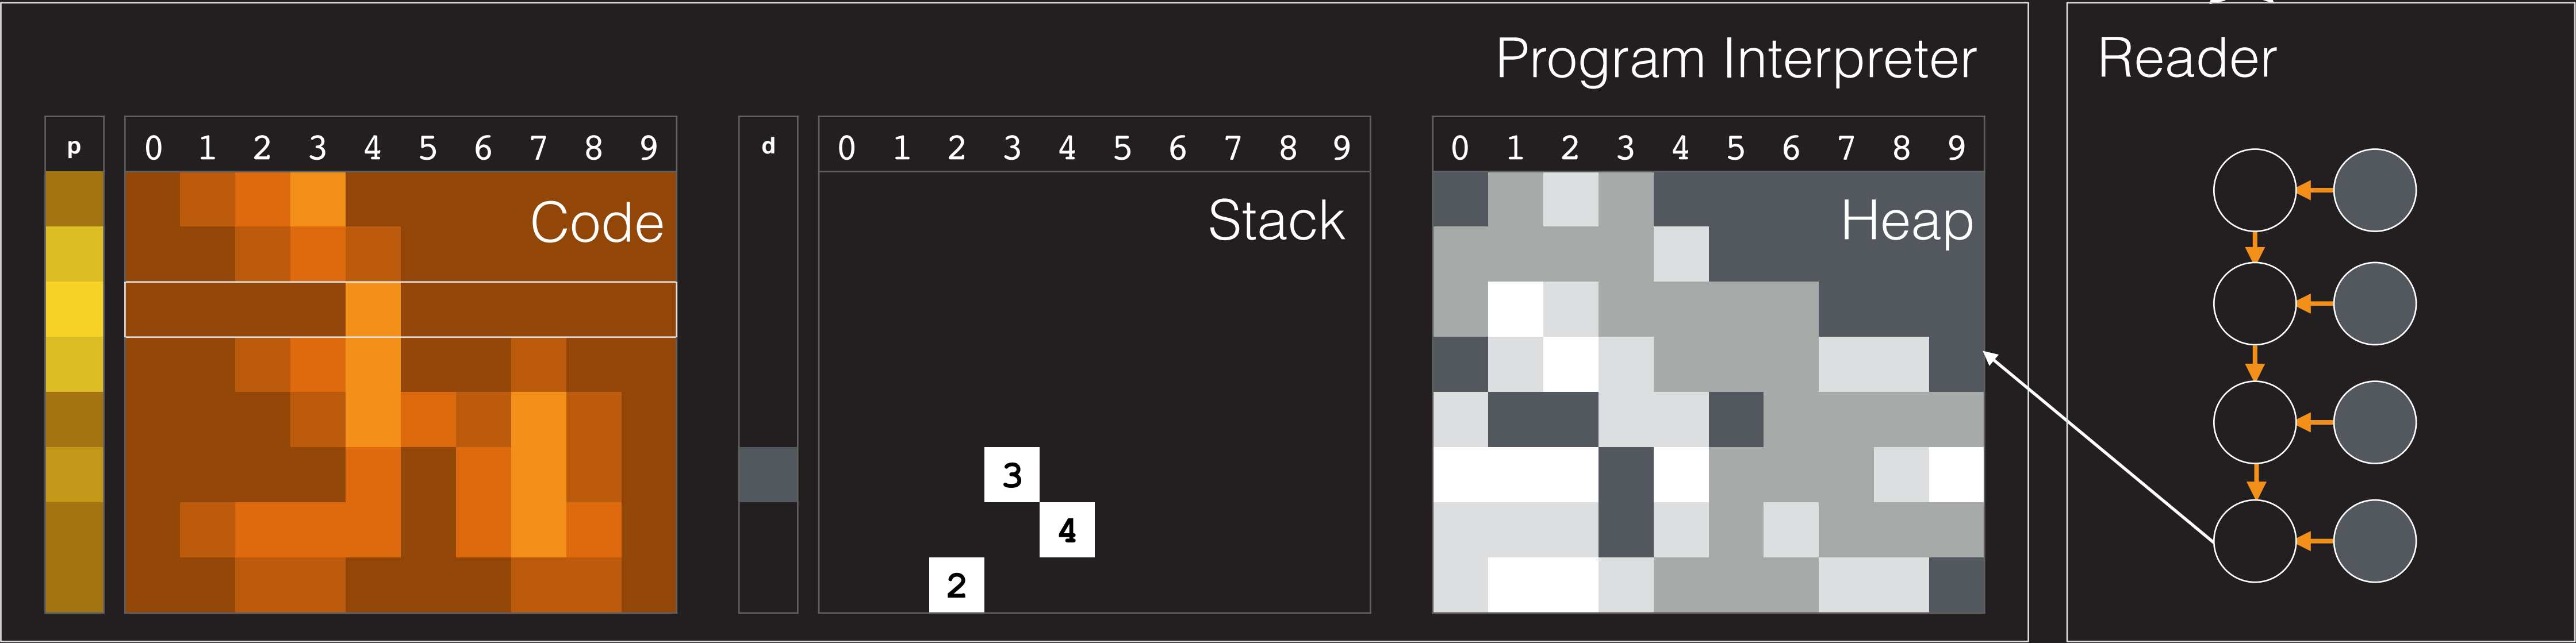 Program Interpreter
Reader
p
0 1 2 3 4 5 6 7 8 9
Code
d
0 1 2 3 4 5 6 7 8 9
Stack
3
4
2
0 1 2 3 4 5 6 7 8 9
Heap